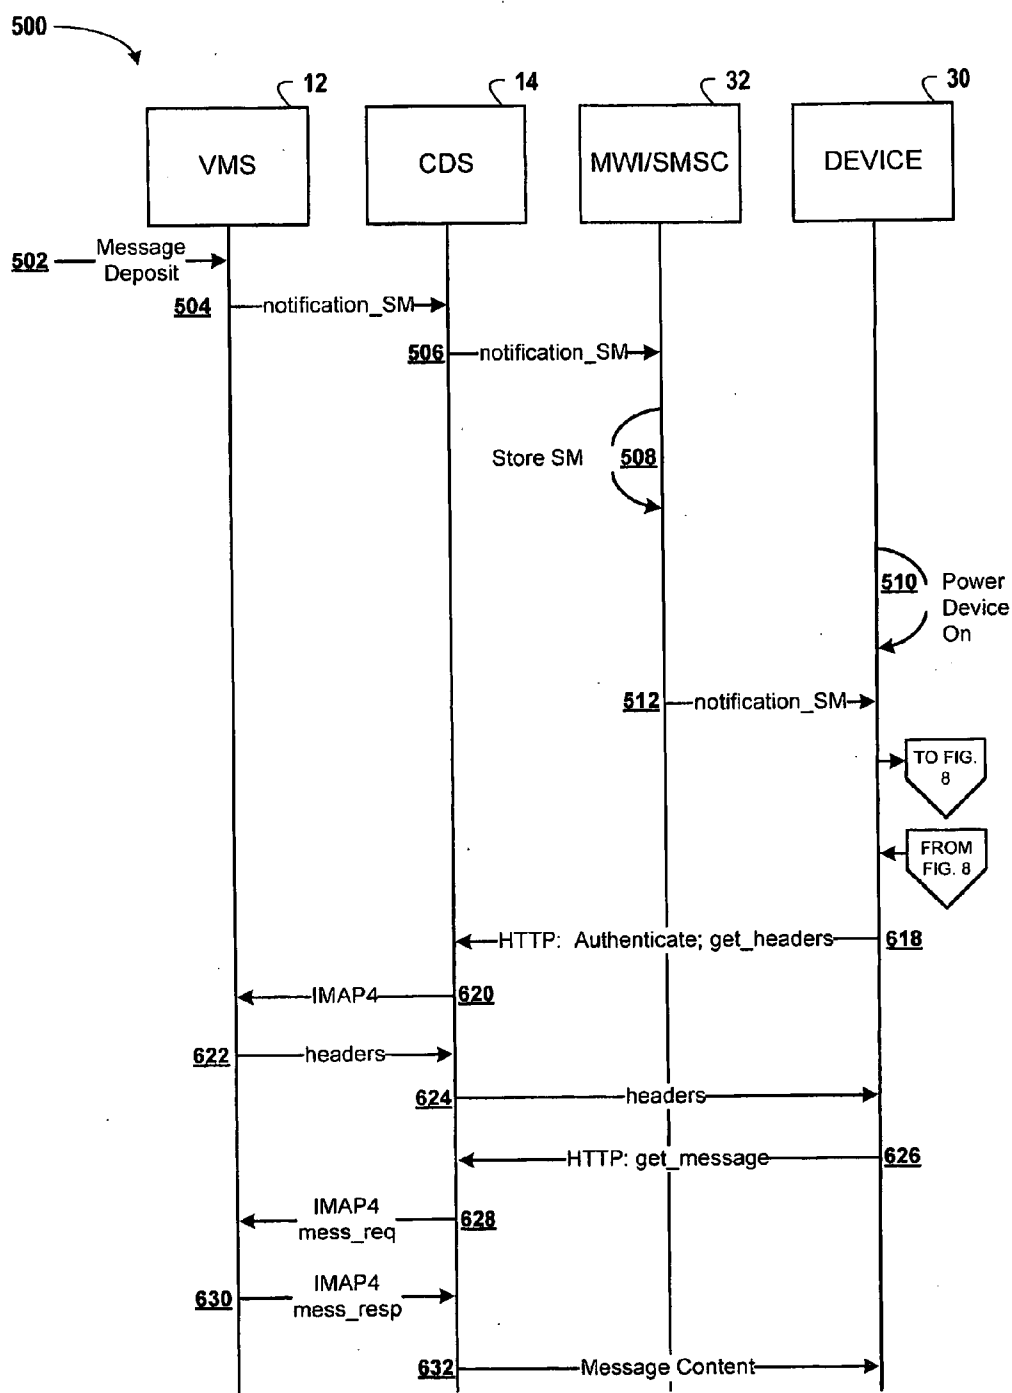 500
12
14
32
30
VMS
CDS
MWI/SMSC
DEVICE
502
Message
Deposit
504
notification_SM
506
notification_SM
Store SM
508
510
Power
Device
On
512
notification_SM
TO FIG.
8
FROM
FIG. 8
HTTP: Authenticate; get_headers
618
IMAP4
620
622
headers
624
headers
HTTP: get_message
626
IMAP4
mess_req
628
630
IMAP4
mess_resp
632
Message Content